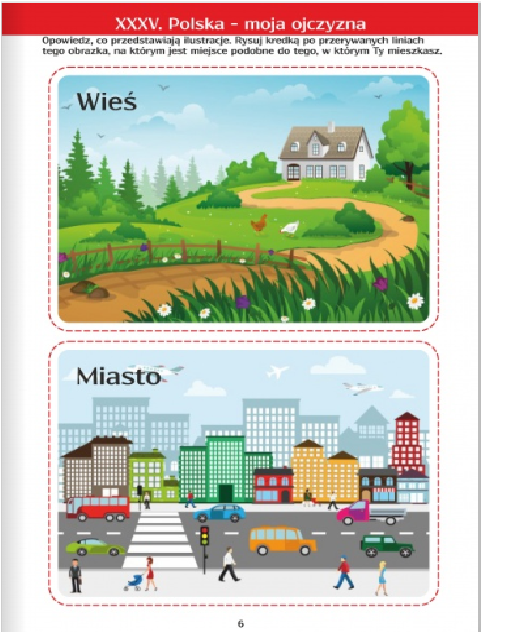 XXXV. Polska - moja ojczyzna
Opowiedz, co przedstawiają ilustracje. Rysuj kredką po przerywanych liniach
tego obrazka, na którym jest miejsce podobne do tego, w którym Ty mieszkasz.
Wieś
Miasto
6